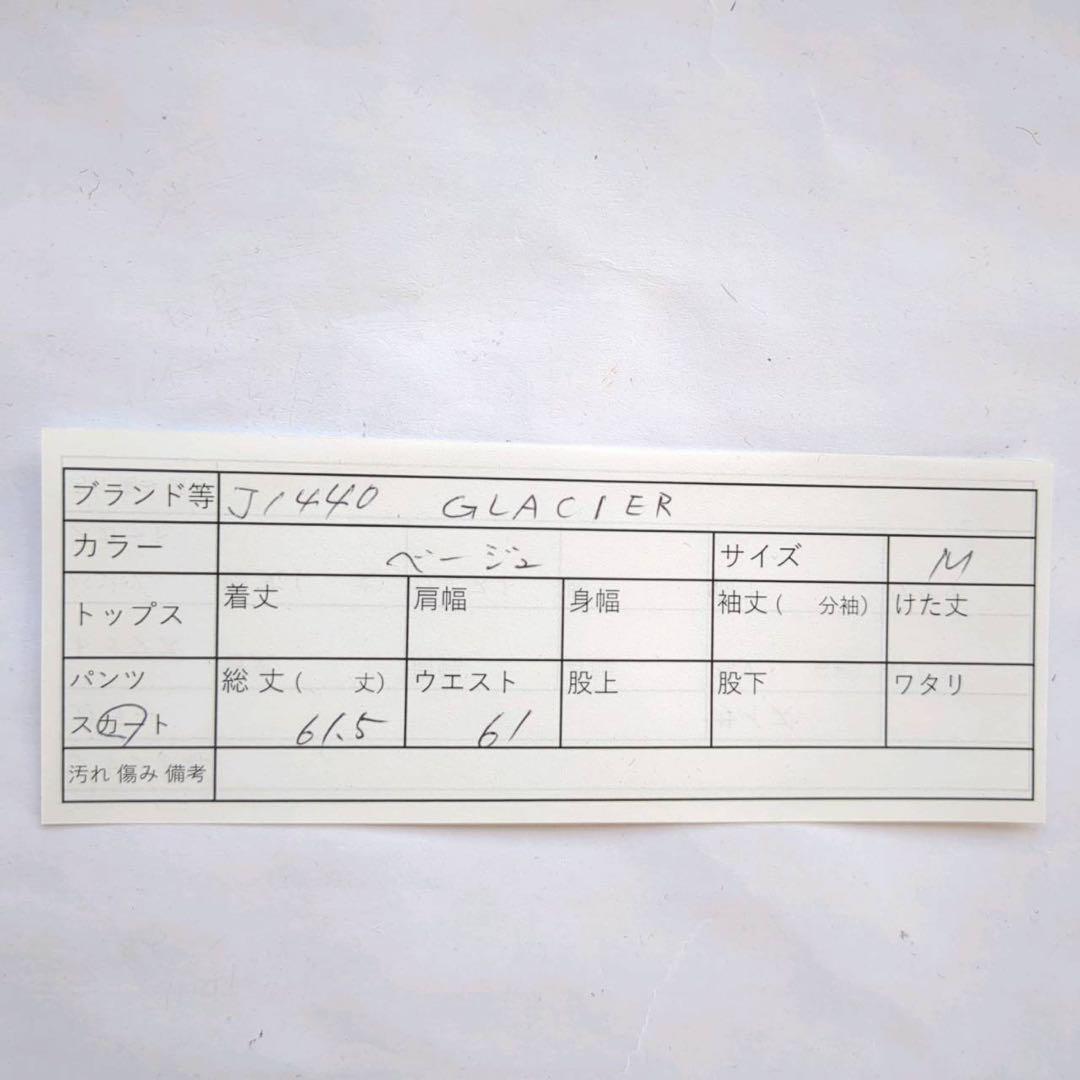 ブランド等 J1440. GLACIER
カラー ベージュ サイズ M
トップス 着丈 肩幅 身幅 袖丈( 分袖) けた丈
パンツ 総丈( 丈) ウエスト 股上 股下 ワタリ
スカート 61.5 61
汚れ 傷み 備考